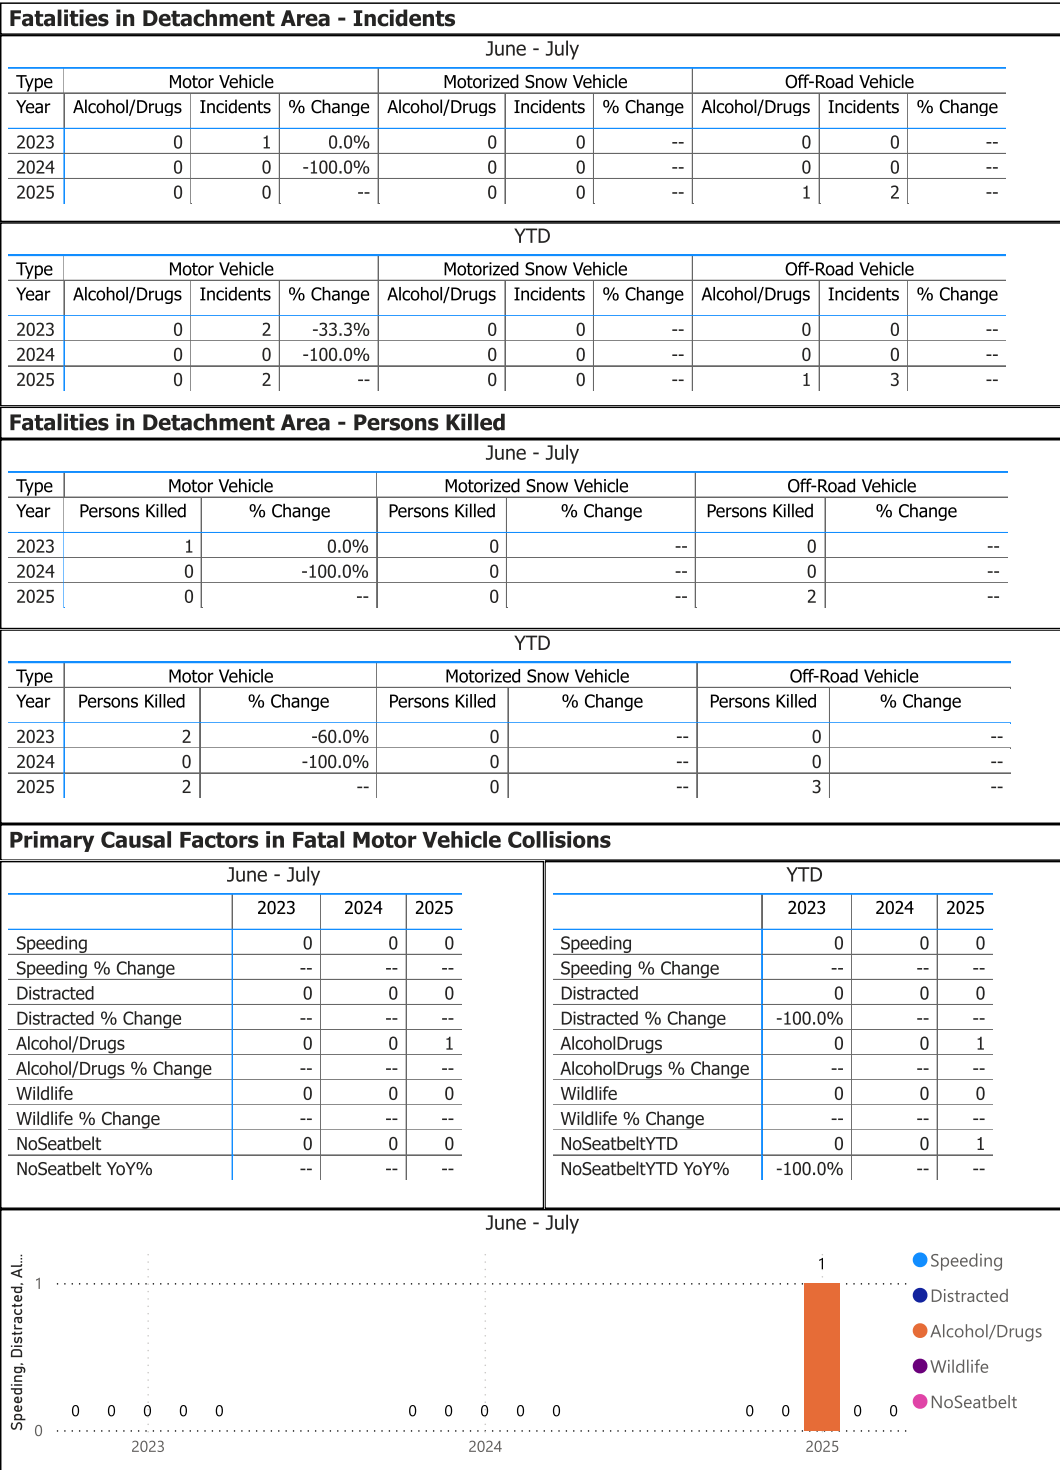 Fatalities in Detachment Area - Incidents
June - July
Type Motor Vehicle Motorized Snow Vehicle Off-Road Vehicle
Year Alcohol/Drugs Incidents % Change Alcohol/Drugs Incidents % Change Alcohol/Drugs Incidents % Change
2023 0 1 0.0% 0 0 -- 0 0 --
2024 0 0 -100.0% 0 0 -- 0 0 --
2025 0 0 -- 0 0 -- 1 2 --
YTD
Type Motor Vehicle Motorized Snow Vehicle Off-Road Vehicle
Year Alcohol/Drugs Incidents % Change Alcohol/Drugs Incidents % Change Alcohol/Drugs Incidents % Change
2023 0 2 -33.3% 0 0 -- 0 0 --
2024 0 0 -100.0% 0 0 -- 0 0 --
2025 0 2 -- 0 0 -- 1 3 --
Fatalities in Detachment Area - Persons Killed
June - July
Type Motor Vehicle Motorized Snow Vehicle Off-Road Vehicle
Year Persons Killed % Change Persons Killed % Change Persons Killed % Change
2023 1 0.0% 0 -- 0 --
2024 0 -100.0% 0 -- 0 --
2025 0 -- 0 -- 2 --
YTD
Type Motor Vehicle Motorized Snow Vehicle Off-Road Vehicle
Year Persons Killed % Change Persons Killed % Change Persons Killed % Change
2023 2 -60.0% 0 -- 0 --
2024 0 -100.0% 0 -- 0 --
2025 2 -- 0 -- 3 --
Primary Causal Factors in Fatal Motor Vehicle Collisions
June - July
2023 2024 2025
Speeding 0 0 0
Speeding % Change -- -- --
Distracted 0 0 0
Distracted % Change -- -- --
Alcohol/Drugs 0 0 1
Alcohol/Drugs % Change -- -- --
Wildlife 0 0 0
Wildlife % Change -- -- --
NoSeatbelt 0 0 0
NoSeatbelt YoY% -- -- --
YTD
2023 2024 2025
Speeding 0 0 0
Speeding % Change -- -- --
Distracted 0 0 0
Distracted % Change -100.0% -- --
AlcoholDrugs 0 0 1
AlcoholDrugs % Change -- -- --
Wildlife 0 0 0
Wildlife % Change -- -- --
NoSeatbeltYTD 0 0 1
NoSeatbeltYTD YoY% -100.0% -- --
June - July
Speeding, Distracted, Al...
1
0
1
0 0 0 0 0 0 0 0 0 0 0 0 0 0
2023 2024 2025
Speeding
Distracted
Alcohol/Drugs
Wildlife
NoSeatbelt